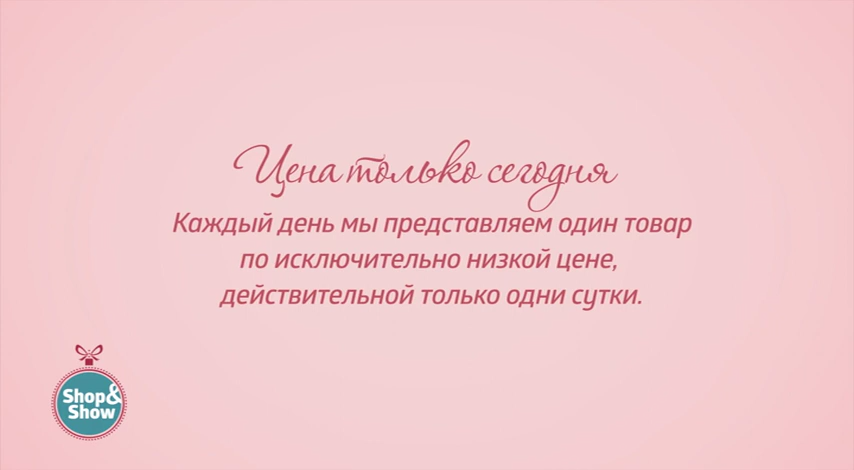 Цена только сегодня
Каждый день мы представляем один товар
по исключительно низкой цене,
действительной только одни сутки.
Shop&
Show